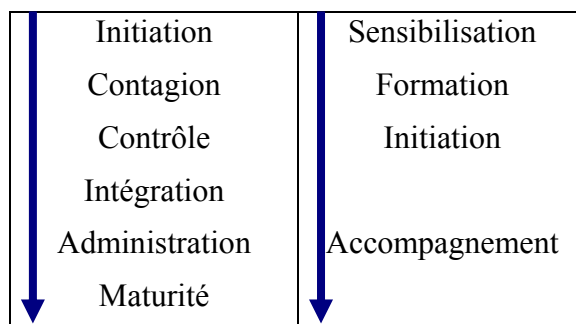 Initiation
Contagion
Contrôle
Intégration
Administration
Maturité
Sensibilisation
Formation
Initiation
Accompagnement